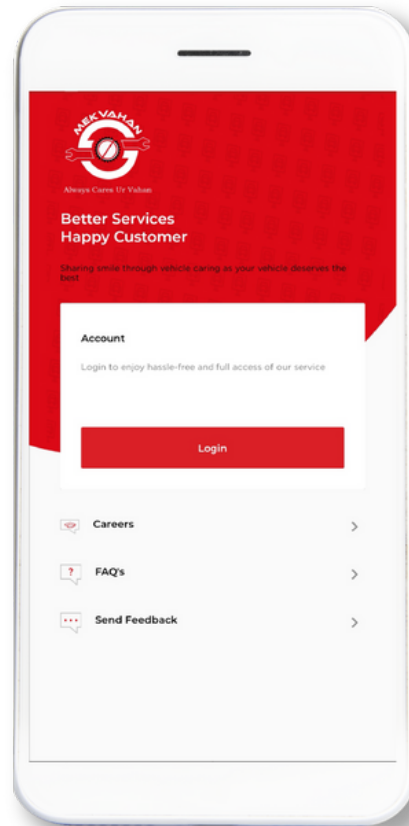 MEKVAHAN
Always Cares Ur Vahan
Better Services
Happy Customer
Sharing smile through vehicle caring as your vehicle deserves the
best
Account
Login to enjoy hassle-free and full access of our service
Login
Careers
FAQ's
Send Feedback